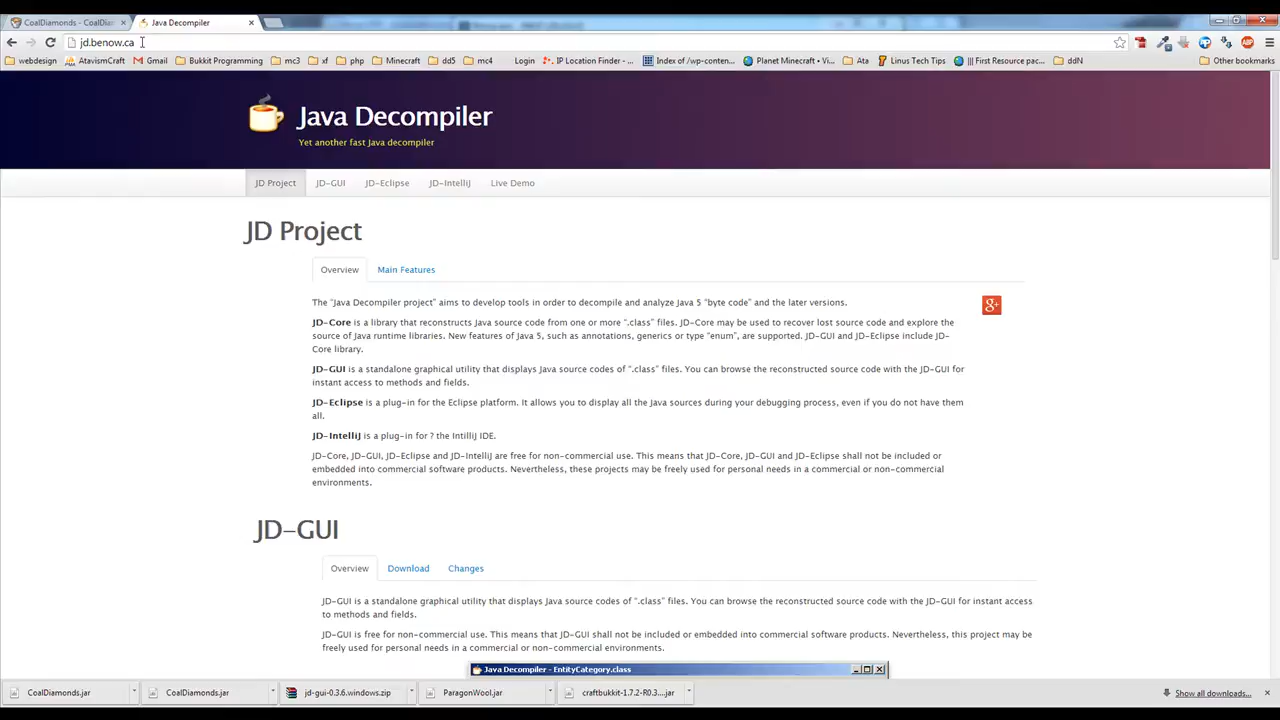 CoalDiamonds - CoalDiam
Java Decompiler
jd.benow.ca
webdesign
AtavismCraft
Gmail
Bukkit Programming
mc3
xf
php
Minecraft
dd5
mc4
Login
IP Location Finder - ...
Index of /wp-conten...
Planet Minecraft • Vi...
Ata
Linus Tech Tips
||| First Resource pac...
ddN
Other bookmarks
Java Decompiler
Yet another fast Java decompiler
JD Project
JD-GUI
JD-Eclipse
JD-IntelliJ
Live Demo
JD Project
Overview
Main Features
The "Java Decompiler project" aims to develop tools in order to decompile and analyze Java 5 "byte code" and the later versions.
JD-Core is a library that reconstructs Java source code from one or more ".class" files. JD-Core may be used to recover lost source code and explore the
source of Java runtime libraries. New features of Java 5, such as annotations, generics or type "enum", are supported. JD-GUI and JD-Eclipse include JD-
Core library.
JD-GUI is a standalone graphical utility that displays Java source codes of ".class" files. You can browse the reconstructed source code with the JD-GUI for
instant access to methods and fields.
JD-Eclipse is a plug-in for the Eclipse platform. It allows you to display all the Java sources during your debugging process, even if you do not have them
all.
JD-IntelliJ is a plug-in for ? the IntilliJ IDE.
JD-Core, JD-GUI, JD-Eclipse and JD-IntelliJ are free for non-commercial use. This means that JD-Core, JD-GUI and JD-Eclipse shall not be included or
embedded into commercial software products. Nevertheless, these projects may be freely used for personal needs in a commercial or non-commercial
environments.
JD-GUI
Overview
Download
Changes
JD-GUI is a standalone graphical utility that displays Java source codes of ".class" files. You can browse the reconstructed source code with the JD-GUI for instant access
to methods and fields.
JD-GUI is free for non-commercial use. This means that JD-GUI shall not be included or embedded into commercial software products. Nevertheless, this project may be
freely used for personal needs in a commercial or non-commercial environments.
Java Decompiler - EntityCategory.class
CoalDiamonds.jar
CoalDiamonds.jar
jd-gui-0.3.6.windows.zip
ParagonWool.jar
craftbukkit-1.7.2-R0.3....jar
Show all downloads...